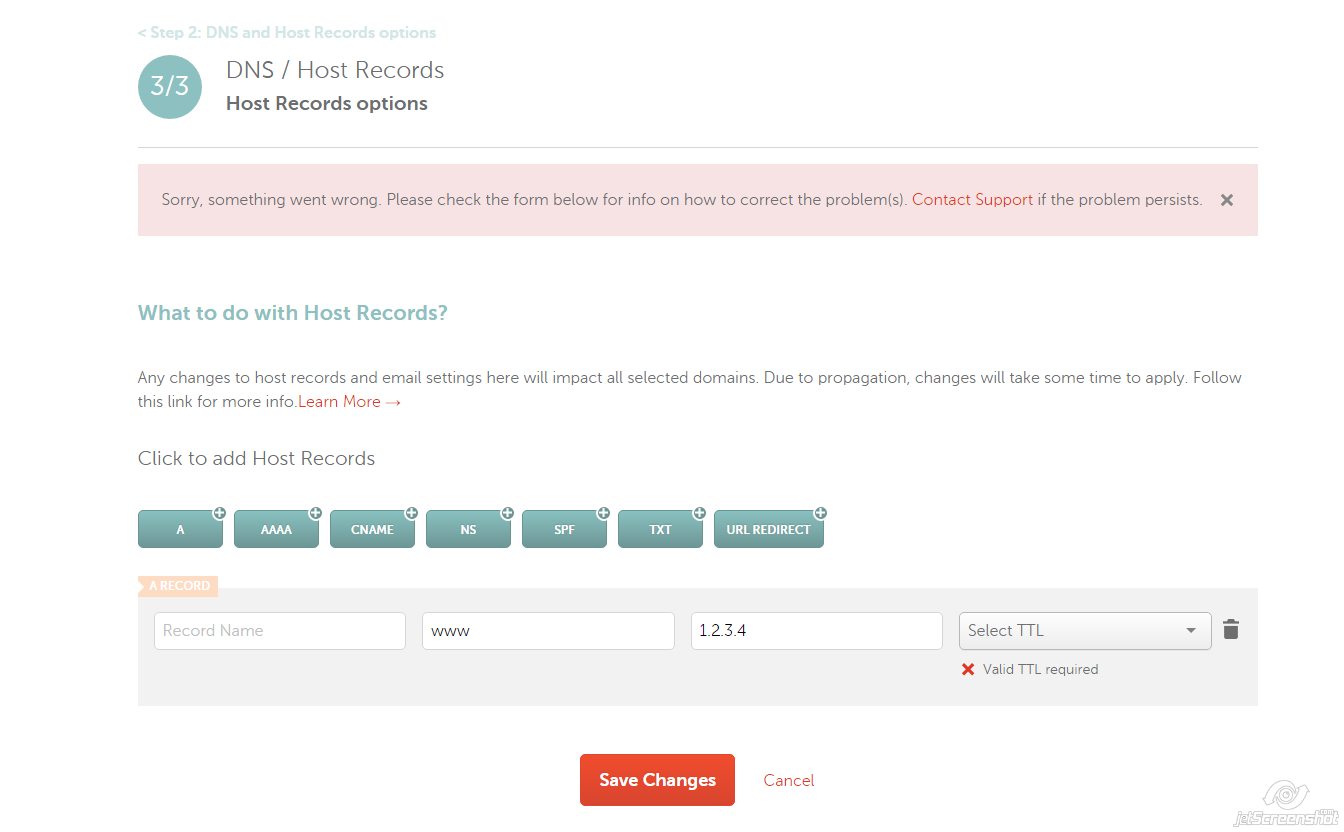 < Step 2: DNS and Host Records options
3/3
DNS / Host Records
Host Records options
Sorry, something went wrong. Please check the form below for info on how to correct the problem(s). Contact Support if the problem persists.
What to do with Host Records?
Any changes to host records and email settings here will impact all selected domains. Due to propagation, changes will take some time to apply. Follow
this link for more info.Learn More →
Click to add Host Records
A AAAA CNAME NS SPF TXT URL REDIRECT
A RECORD
Record Name www 1.2.3.4 Select TTL
Valid TTL required
Save Changes Cancel
jetScreenshot.com